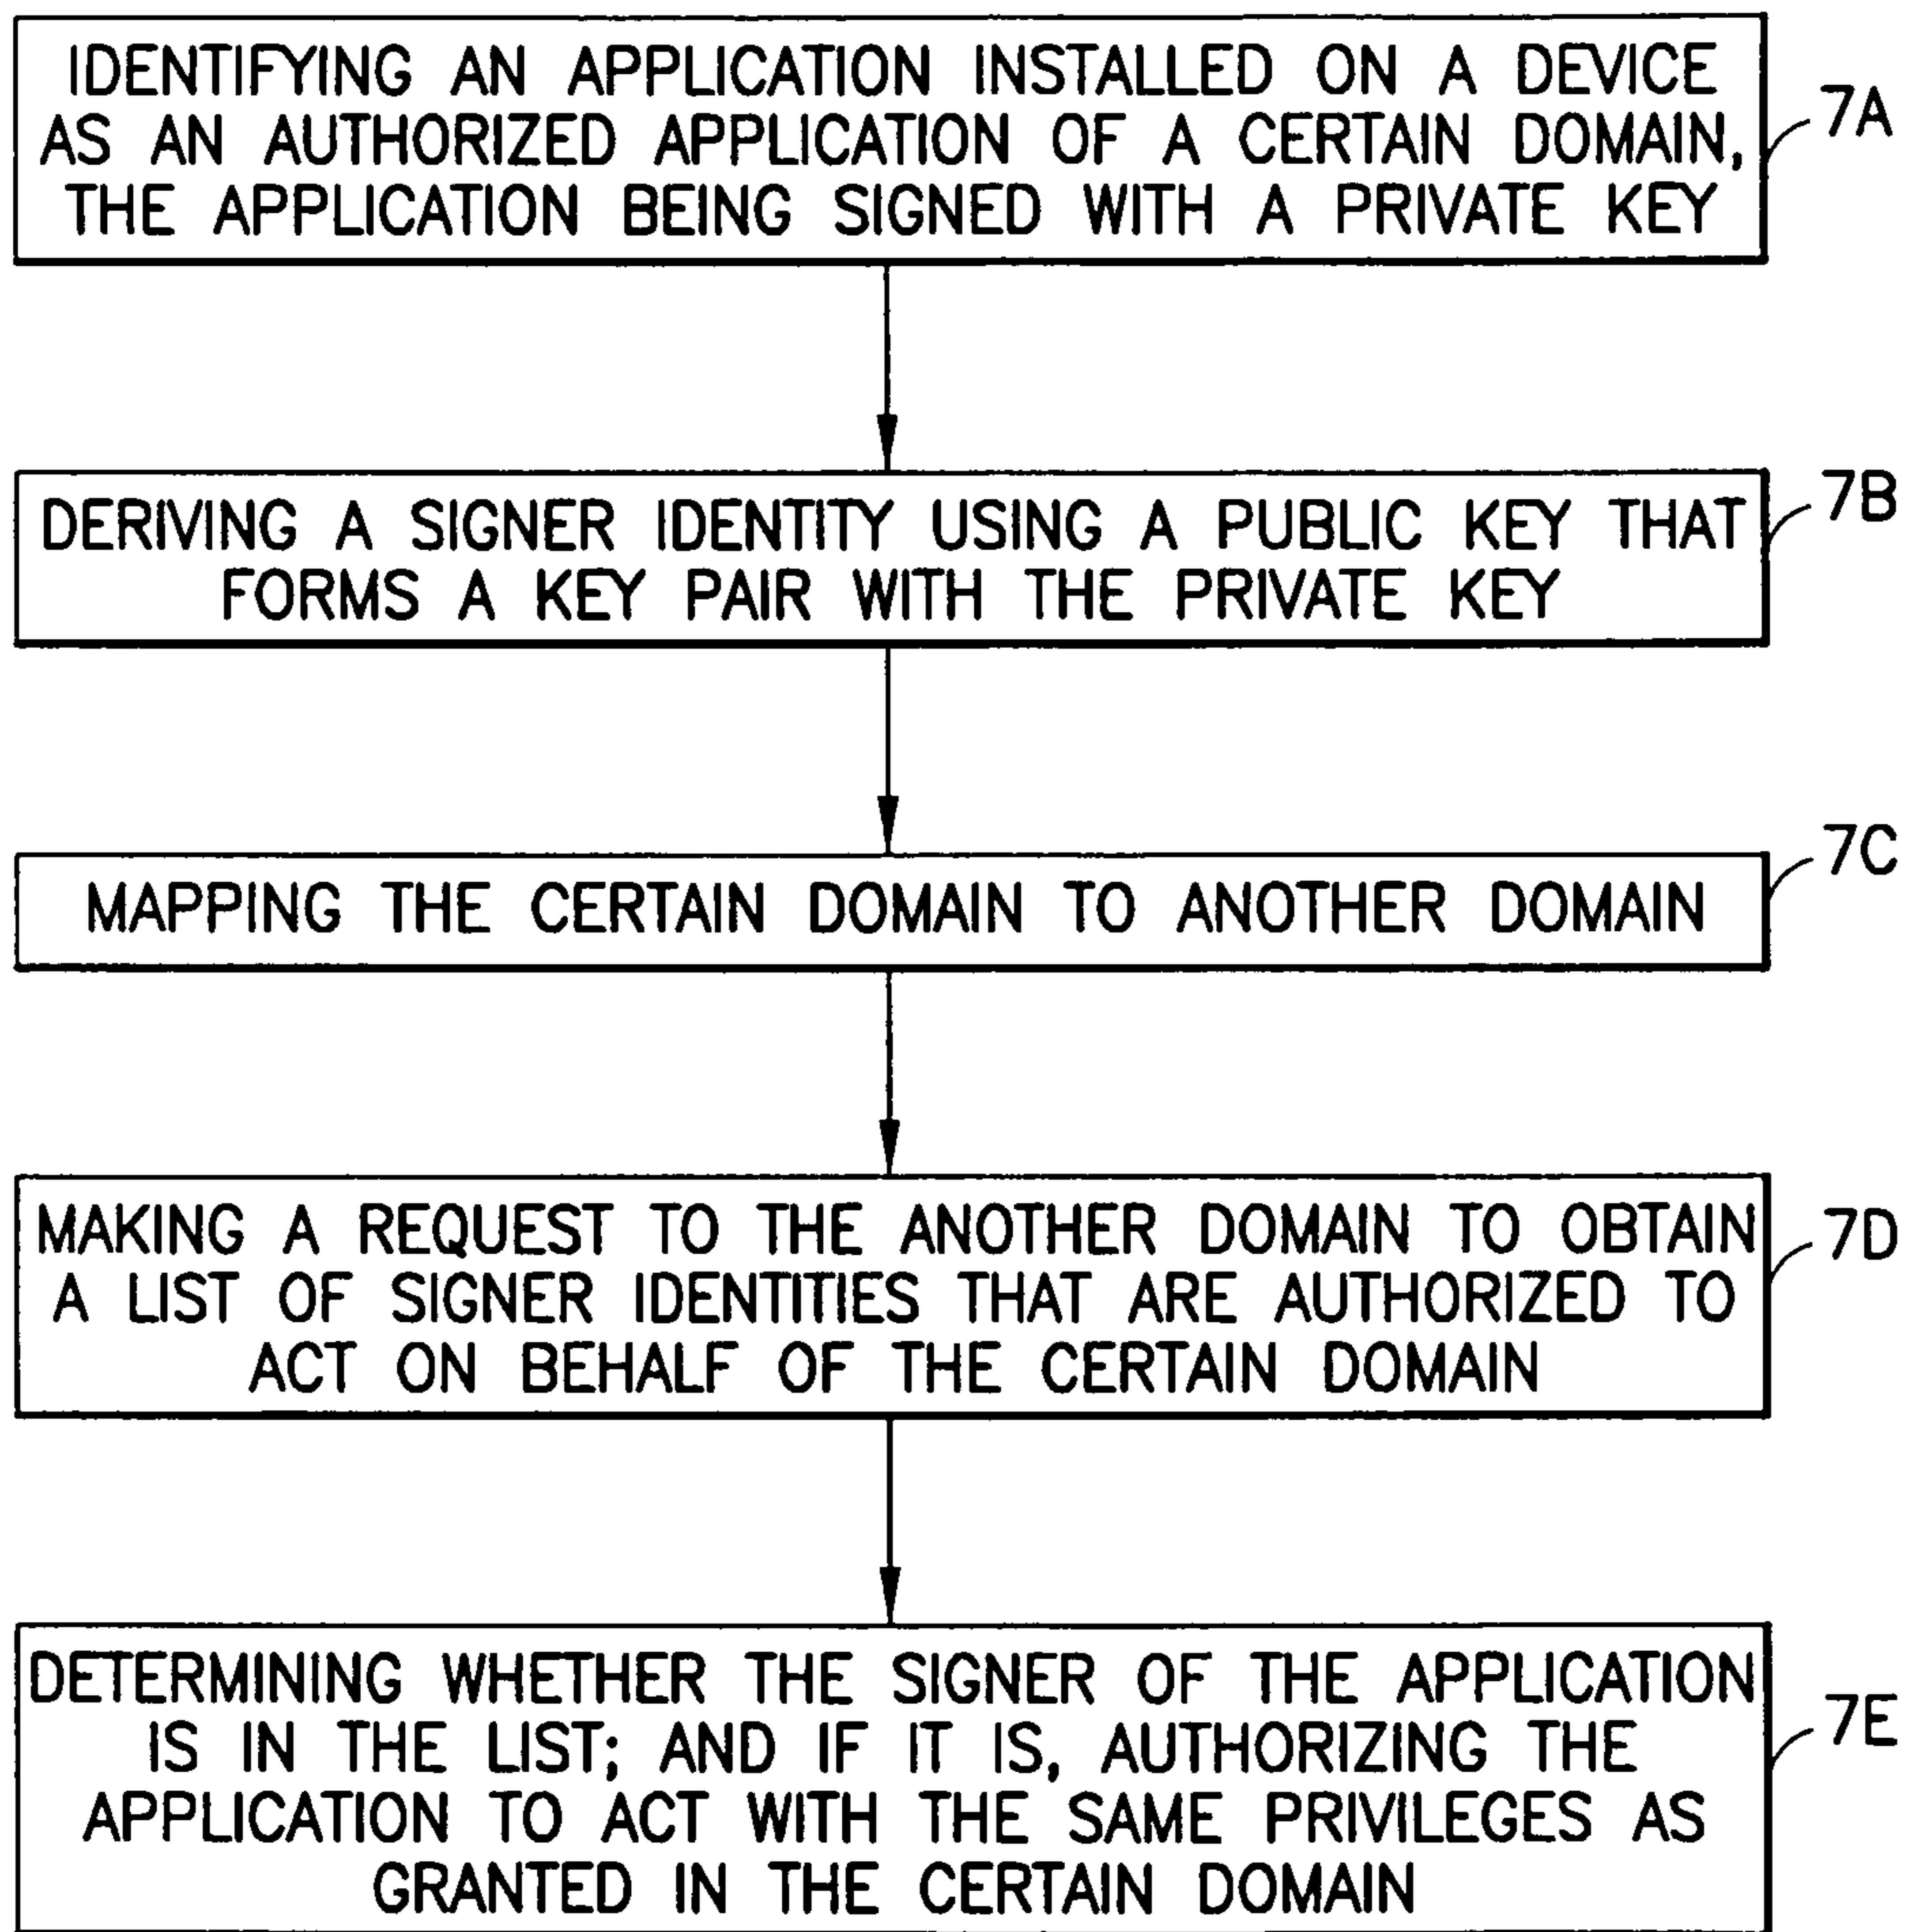 IDENTIFYING AN APPLICATION INSTALLED ON A DEVICE
AS AN AUTHORIZED APPLICATION OF A CERTAIN DOMAIN,
THE APPLICATION BEING SIGNED WITH A PRIVATE KEY
7A
DERIVING A SIGNER IDENTITY USING A PUBLIC KEY THAT
FORMS A KEY PAIR WITH THE PRIVATE KEY
7B
MAPPING THE CERTAIN DOMAIN TO ANOTHER DOMAIN
7C
MAKING A REQUEST TO THE ANOTHER DOMAIN TO OBTAIN
A LIST OF SIGNER IDENTITIES THAT ARE AUTHORIZED TO
ACT ON BEHALF OF THE CERTAIN DOMAIN
7D
DETERMINING WHETHER THE SIGNER OF THE APPLICATION
IS IN THE LIST; AND IF IT IS, AUTHORIZING THE
APPLICATION TO ACT WITH THE SAME PRIVILEGES AS
GRANTED IN THE CERTAIN DOMAIN
7E